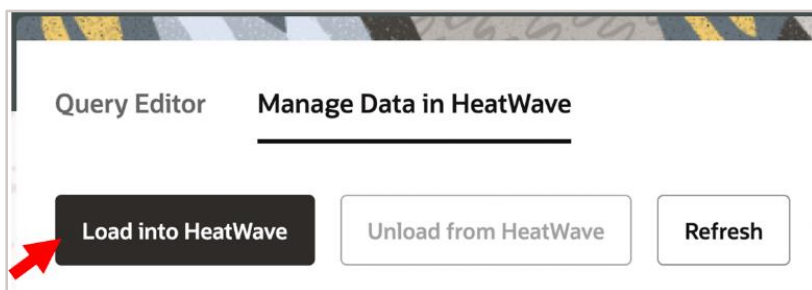 Query Editor Manage Data in HeatWave
Load into HeatWave Unload from HeatWave Refresh